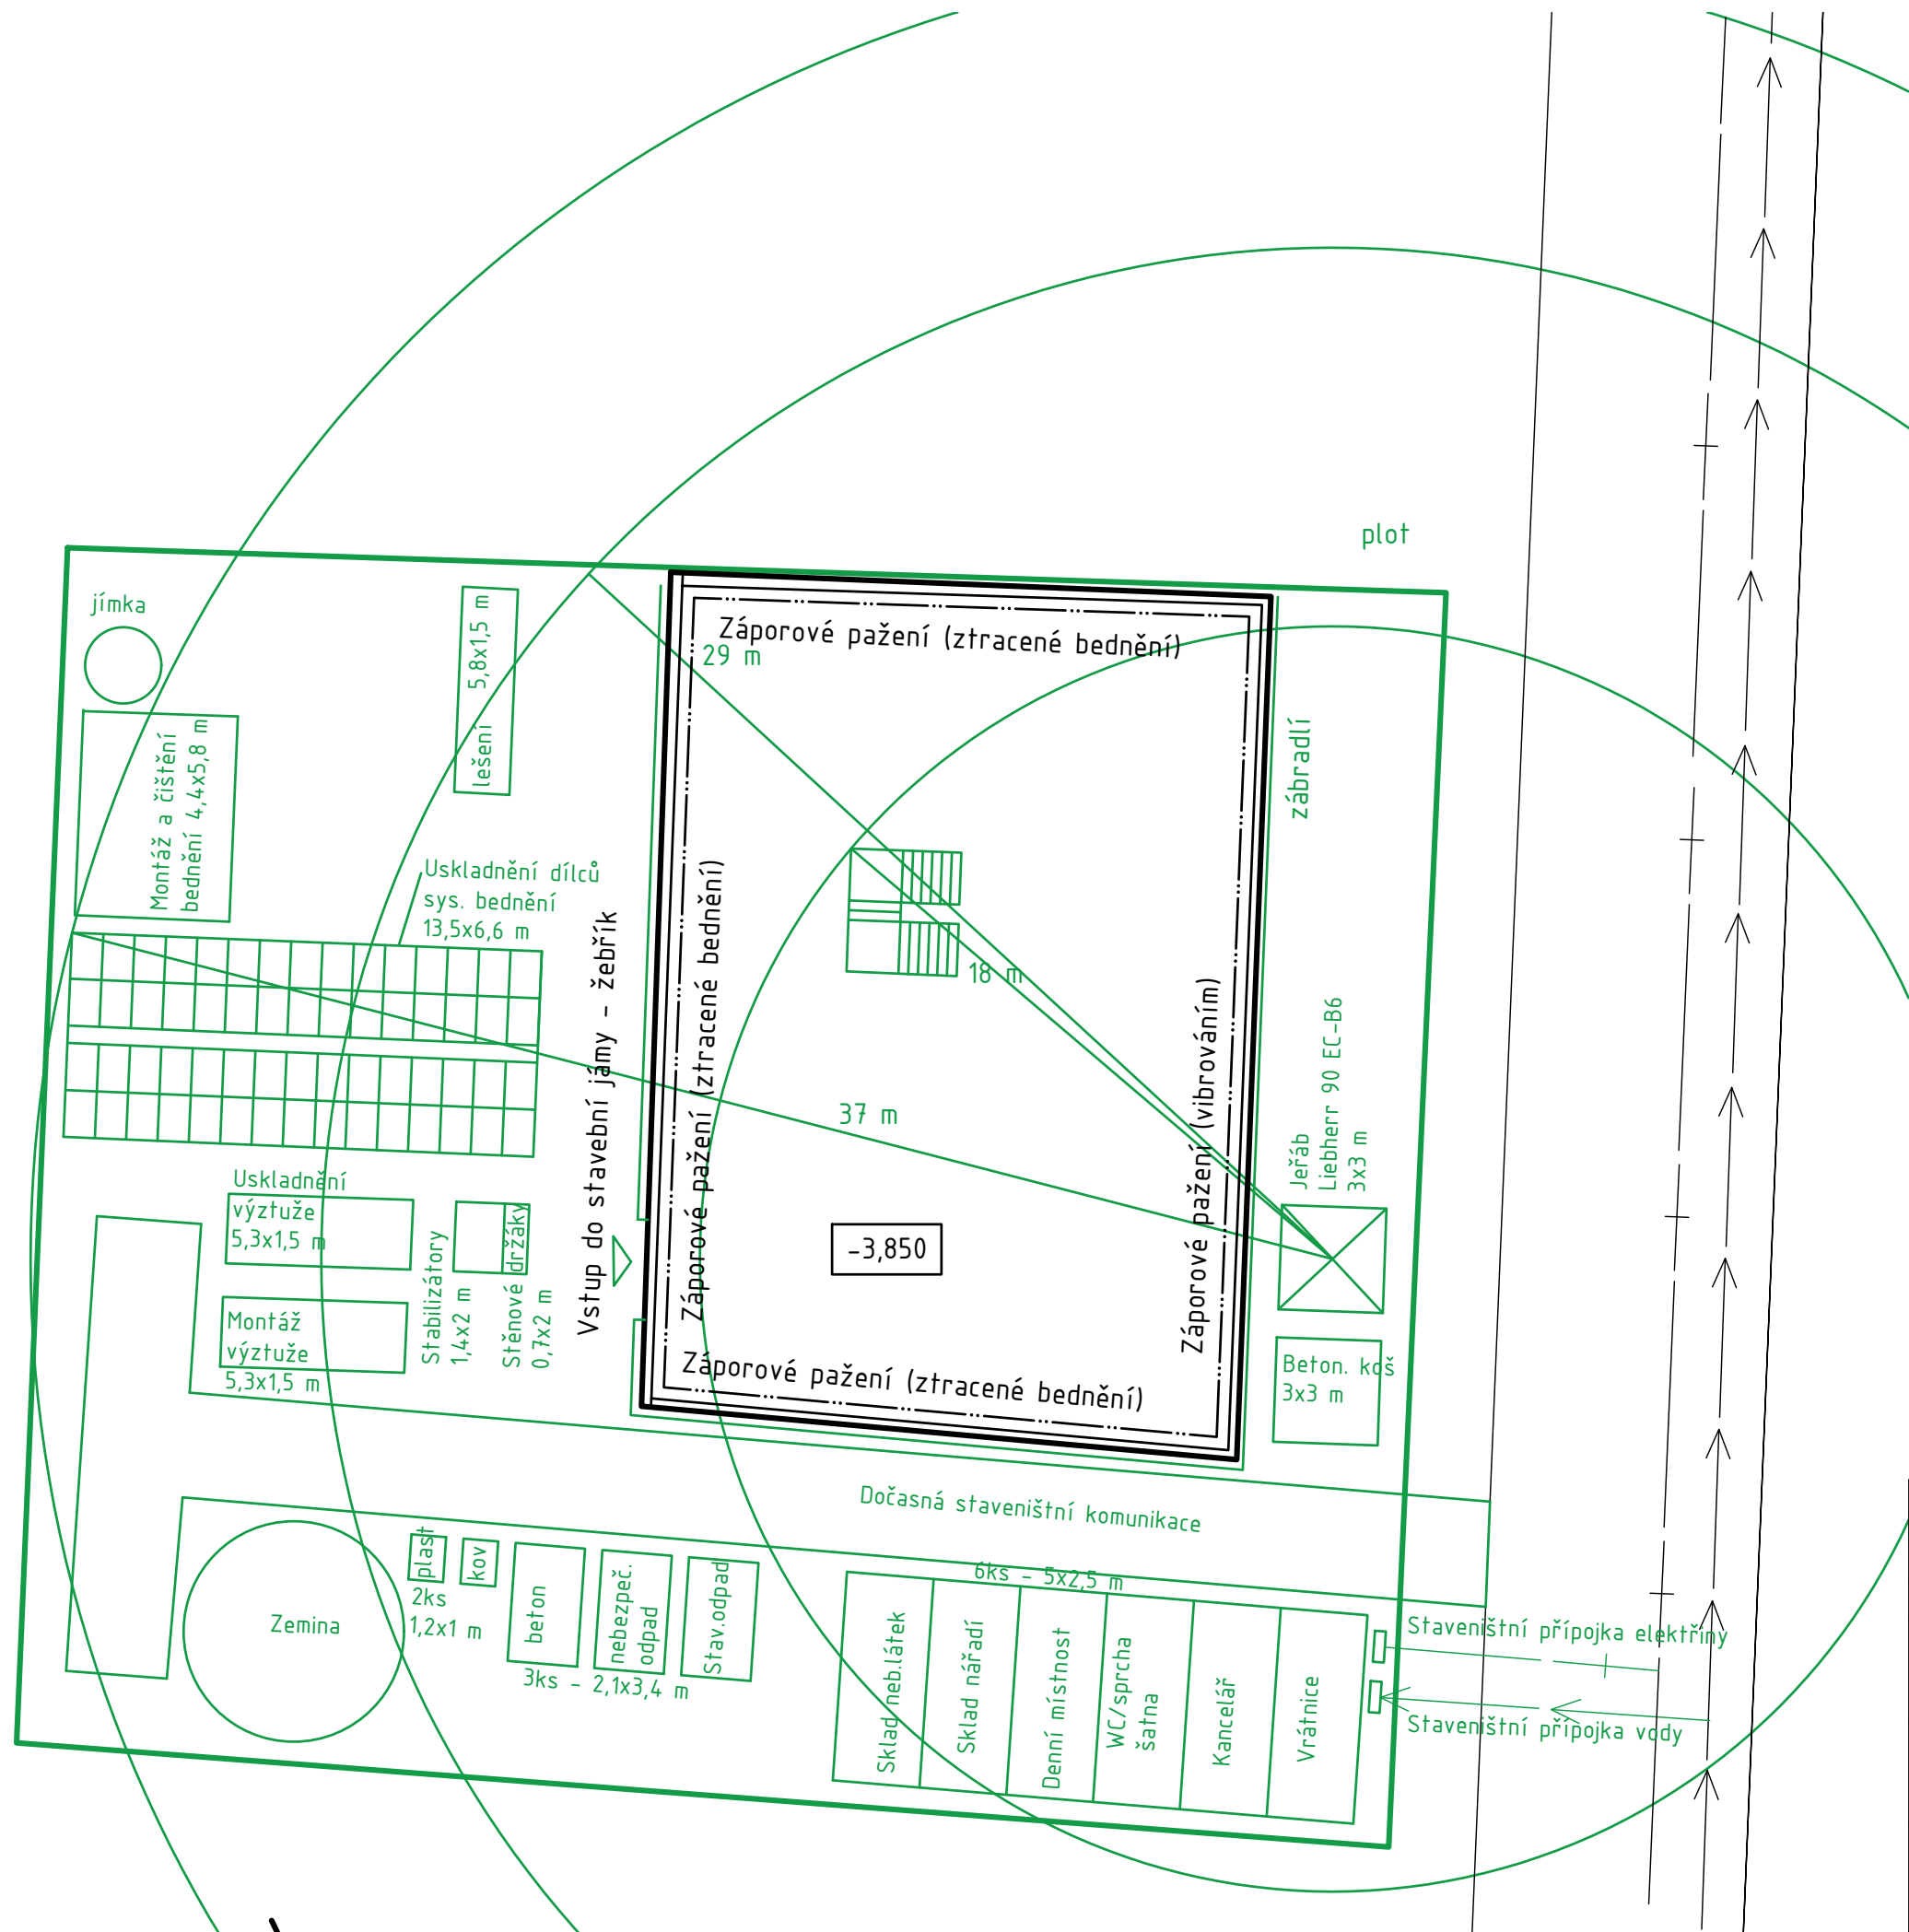 plot
jímka
5,8x1,5 m
lešení
Záporové pažení (ztracené bednění)
29 m
Montáž a čištění
bednění 4,4x5,8 m
zábradlí
Uskladnění dílců
sys. bednění
13,5x6,6 m
Vstup do stavební jámy - žebřík
Záporové pažení (ztracené bednění)
18 m
37 m
Záporové pažení (vibrováním)
Jeřáb
Liebherr 90 EC-B6
3x3 m
Uskladnění
výztuže
5,3x1,5 m
Stabilizátory
1,4x2 m
Stěnové držáky
0,7x2 m
-3,850
Montáž
výztuže
5,3x1,5 m
Záporové pažení (ztracené bednění)
Beton. koš
3x3 m
Dočasná staveništní komunikace
Zemina
plast
kov
2ks
1,2x1 m
beton
nebezpeč.
odpad
Stav.odpad
3ks - 2,1x3,4 m
6ks - 5x2,5 m
Sklad neb.látek
Sklad nářadí
Denní místnost
WC/sprcha
šatna
Kancelář
Vrátnice
Staveništní přípojka elektřiny
Staveništní přípojka vody